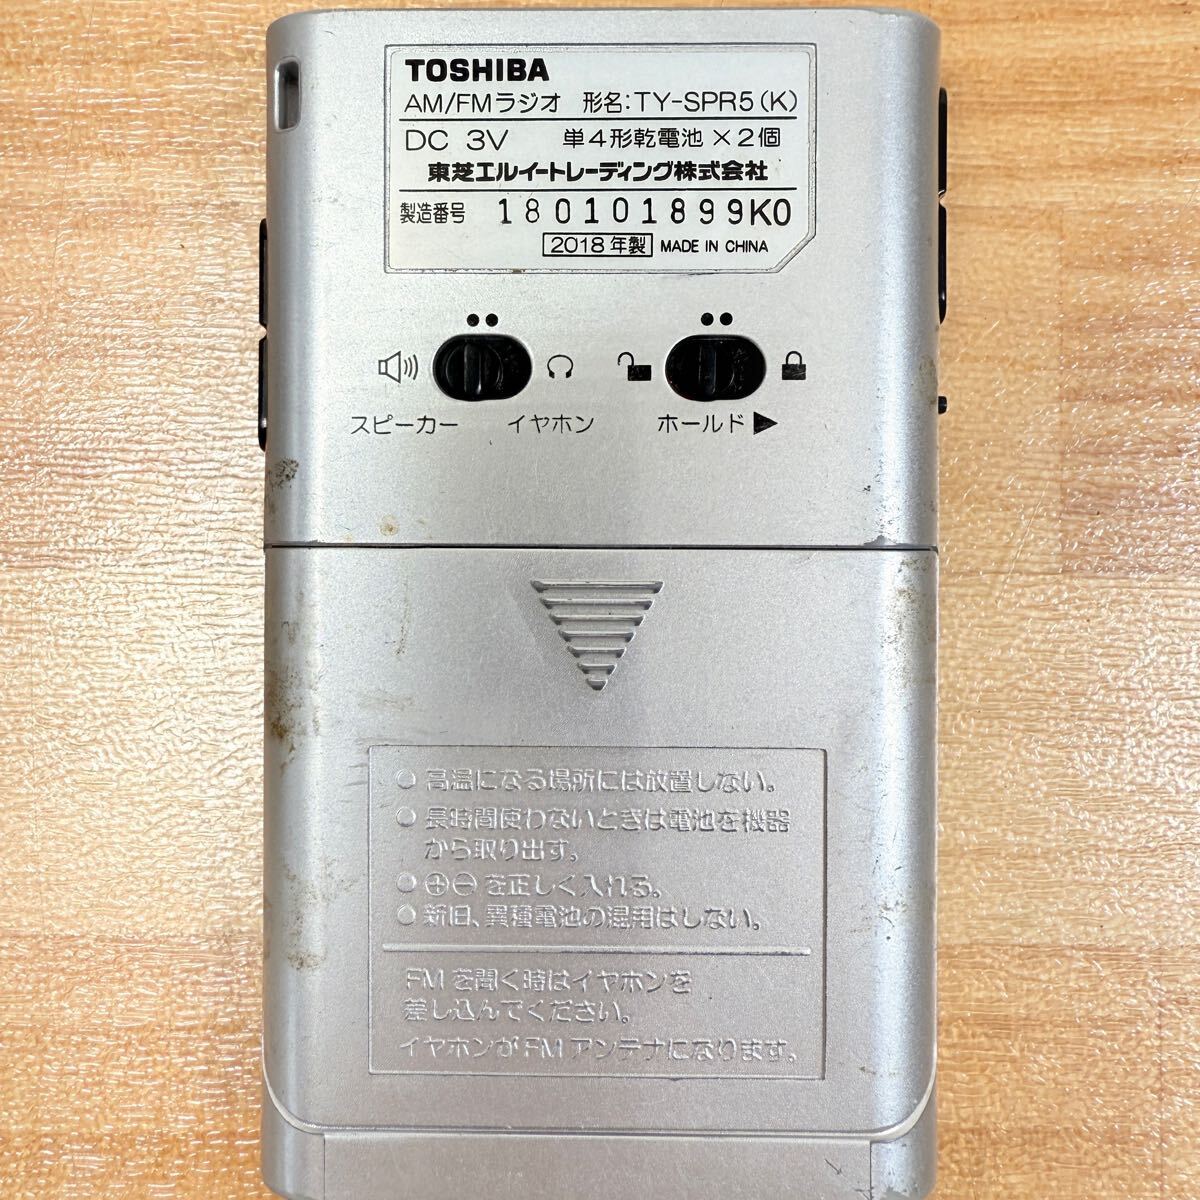 TOSHIBA
AM/FMラジオ 形名:TY-SPR5(K)
DC 3V 単4形乾電池×2個
東芝エルイートレーディング株式会社
製造番号 180101899K0
2018年製 MADE IN CHINA
スピーカー イヤホン ホールド▶
○高温になる場所には放置しない。
○長時間使わないときは電池を機器
から取り出す。
○⊕⊖を正しく入れる。
○新旧、異種電池の混用はしない。
FMを聞く時はイヤホンを
差し込んでください。
イヤホンがFMアンテナになります。